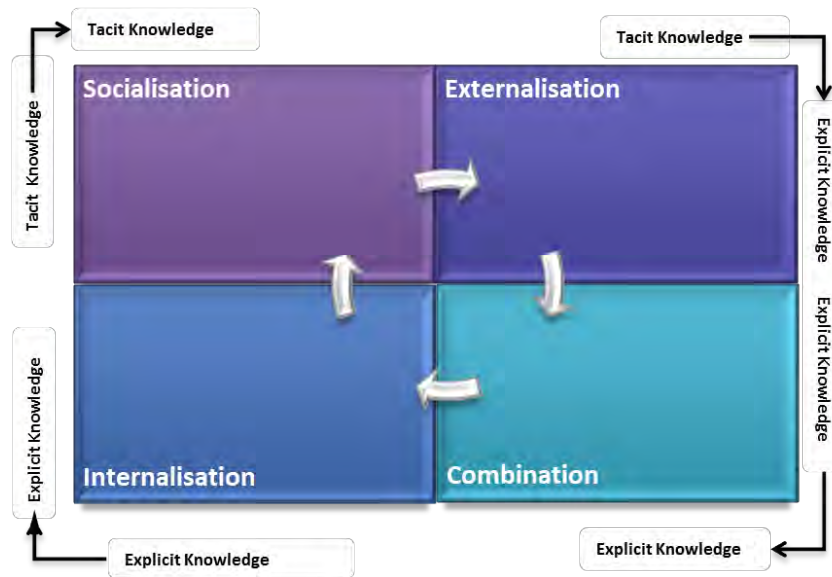 Tacit Knowledge
Tacit Knowledge
Tacit Knowledge
Socialisation
Externalisation
Explicit Knowledge
Explicit Knowledge
Explicit Knowledge
Internalisation
Combination
Explicit Knowledge
Explicit Knowledge